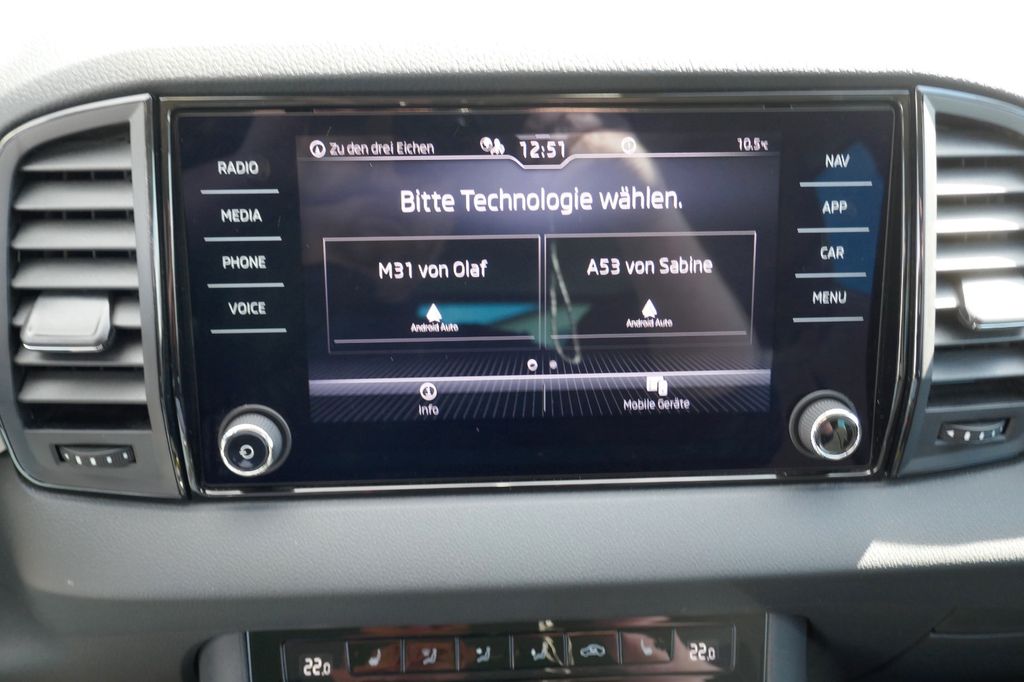 Zu den drei Eichen 12:51 10.5°C
RADIO
MEDIA
PHONE
VOICE
NAV
APP
CAR
MENU
Bitte Technologie wählen.
M31 von Olaf
Android Auto
A53 von Sabine
Android Auto
Info
Mobile Geräte
22.0
22.0